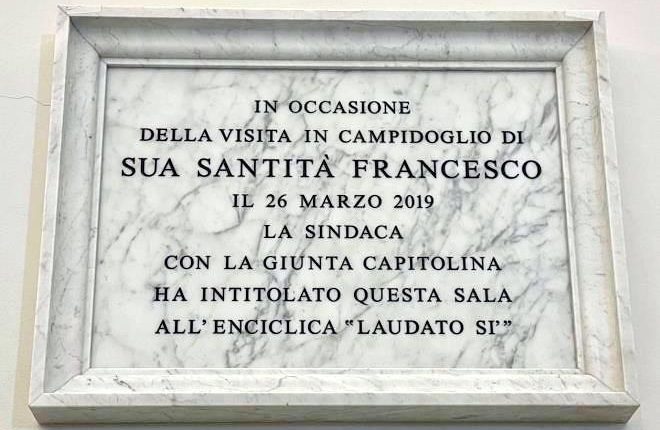 IN OCCASIONE
DELLA VISITA IN CAMPIDOGLIO DI
SUA SANTITÀ FRANCESCO
IL 26 MARZO 2019
LA SINDACA
CON LA GIUNTA CAPITOLINA
HA INTITOLATO QUESTA SALA
ALL'ENCICLICA "LAUDATO SI'"